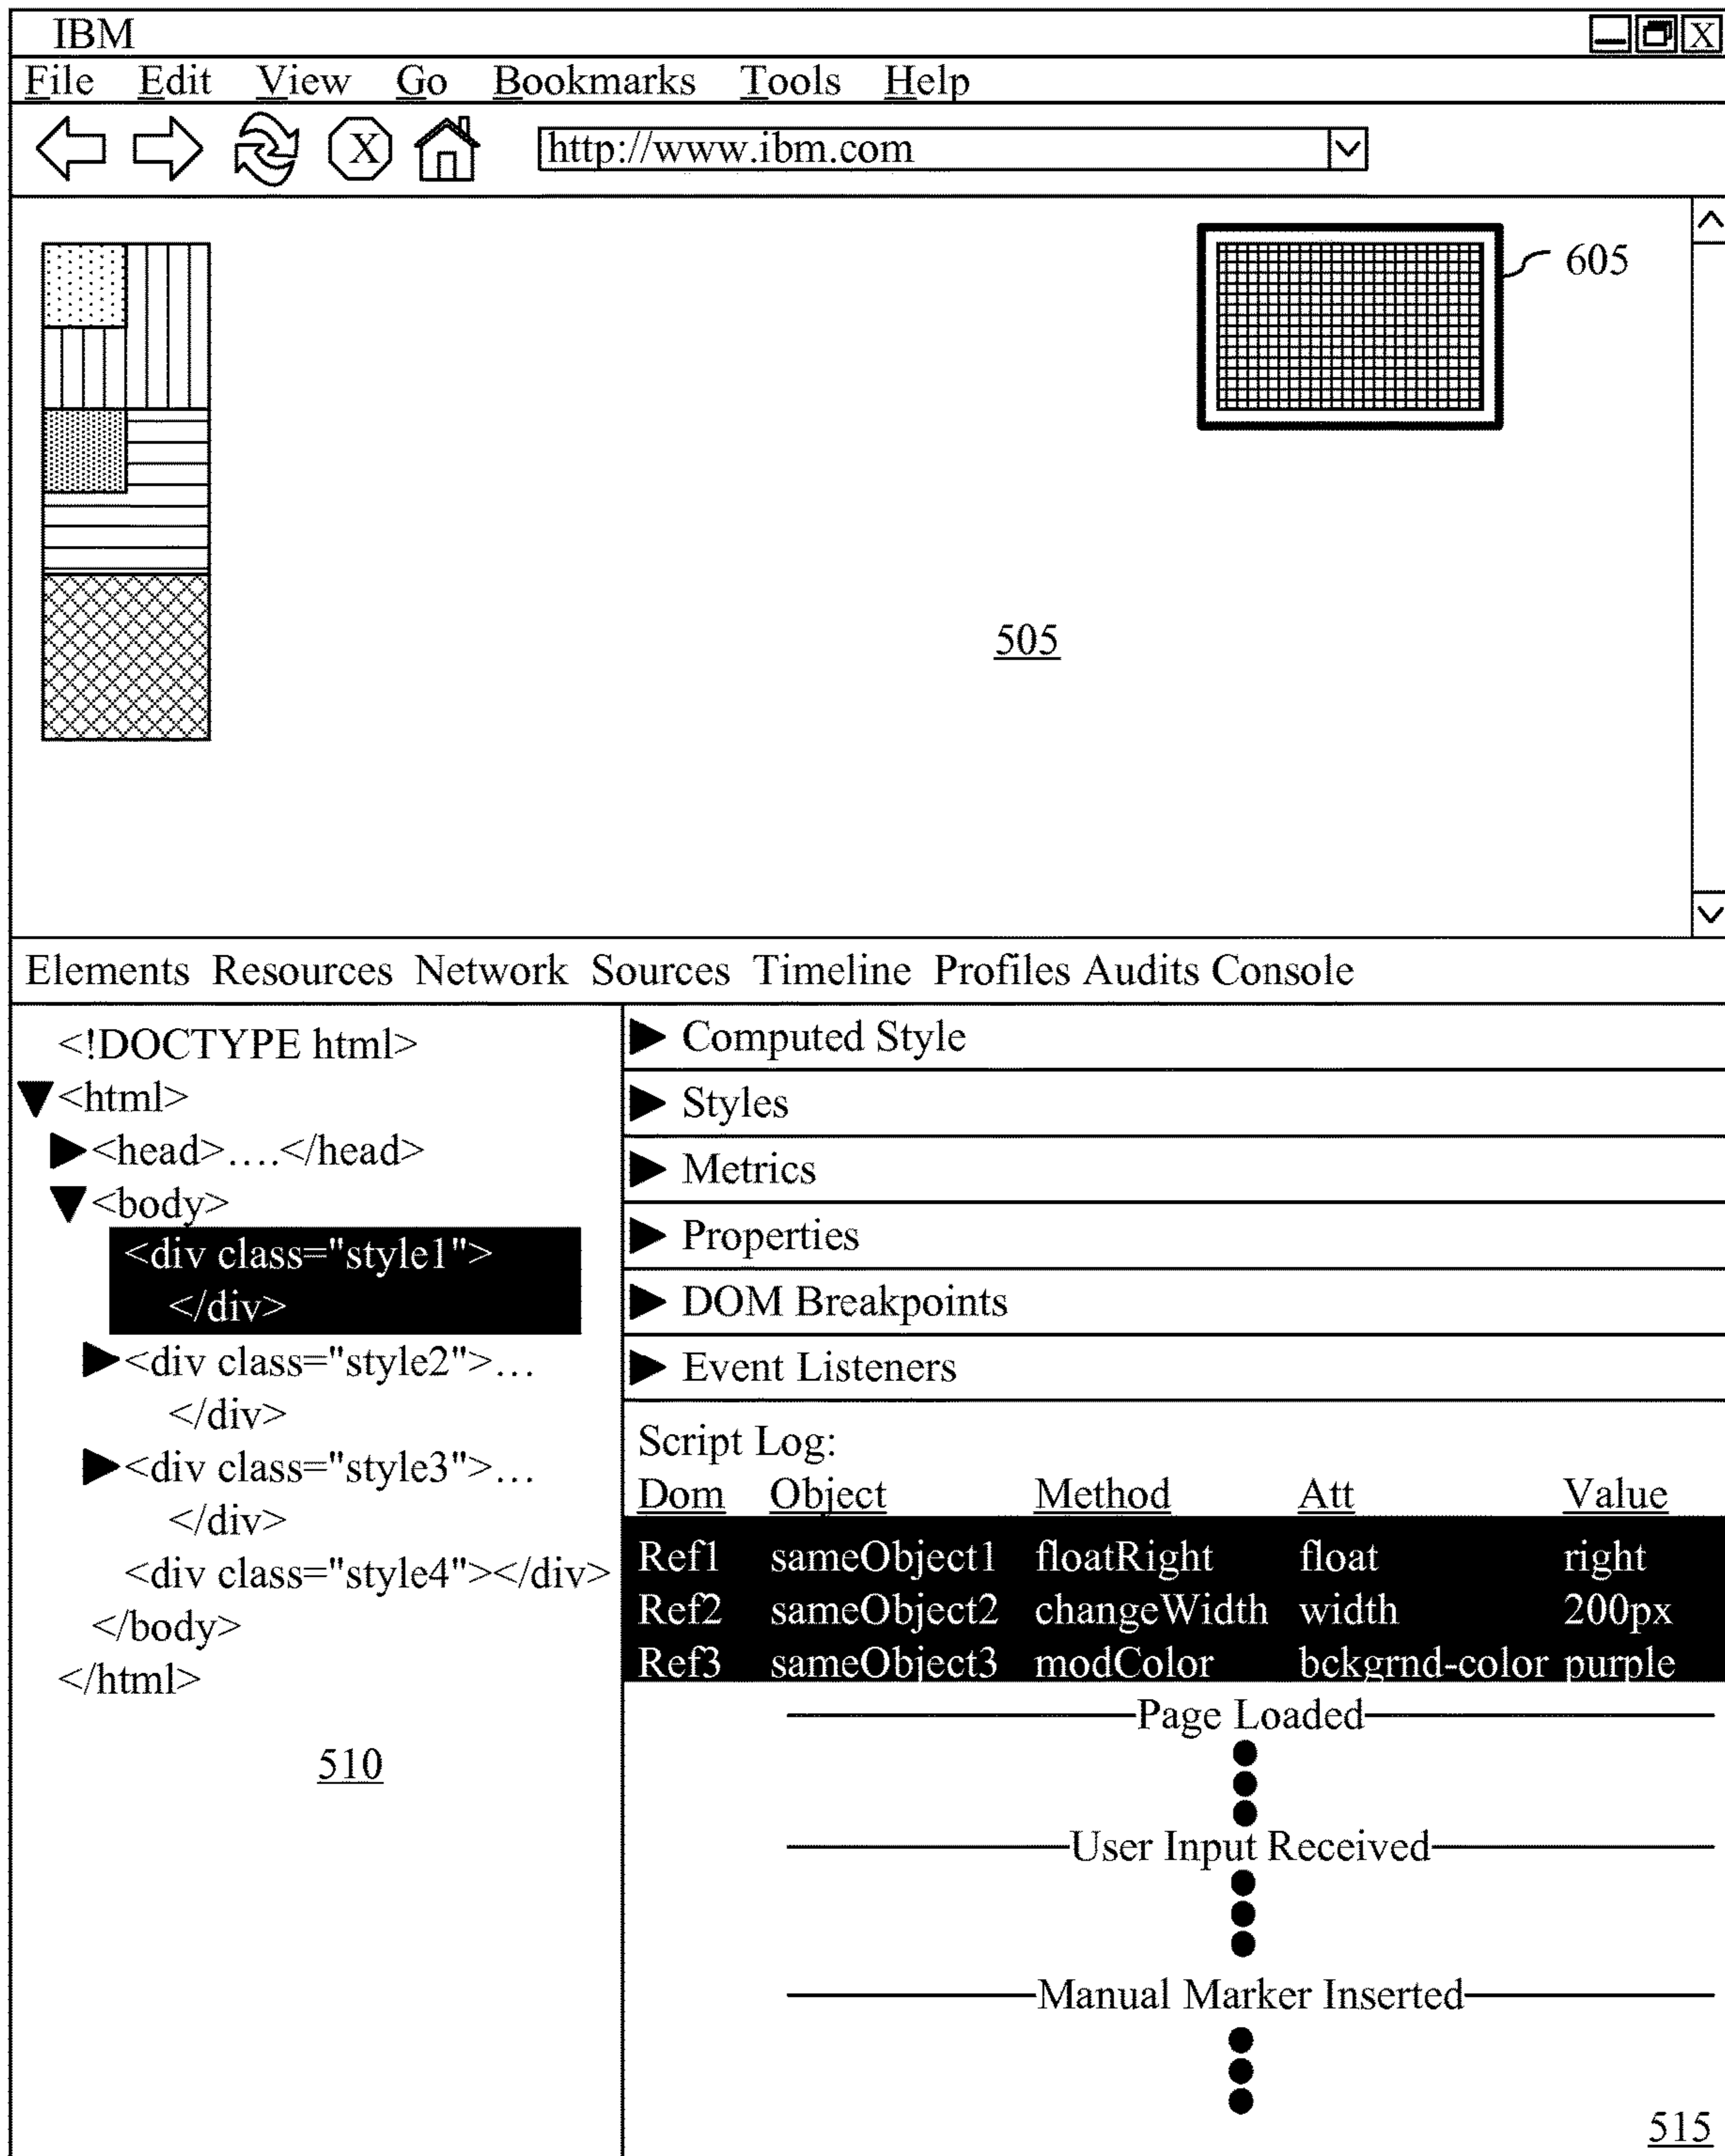 IBM X
File Edit View Go Bookmarks Tools Help
X http://www.ibm.com
605
505
Elements Resources Network Sources Timeline Profiles Audits Console
<!DOCTYPE html>
<html>
<head>....</head>
<body>
<div class="style1">
</div>
<div class="style2">...
</div>
<div class="style3">...
</div>
<div class="style4"></div>
</body>
</html>
510
Computed Style
Styles
Metrics
Properties
DOM Breakpoints
Event Listeners
Script Log:
Dom Object Method Att Value
Ref1 sameObject1 floatRight float right
Ref2 sameObject2 changeWidth width 200px
Ref3 sameObject3 modColor bckgrnd-color purple
Page Loaded
User Input Received
Manual Marker Inserted
515